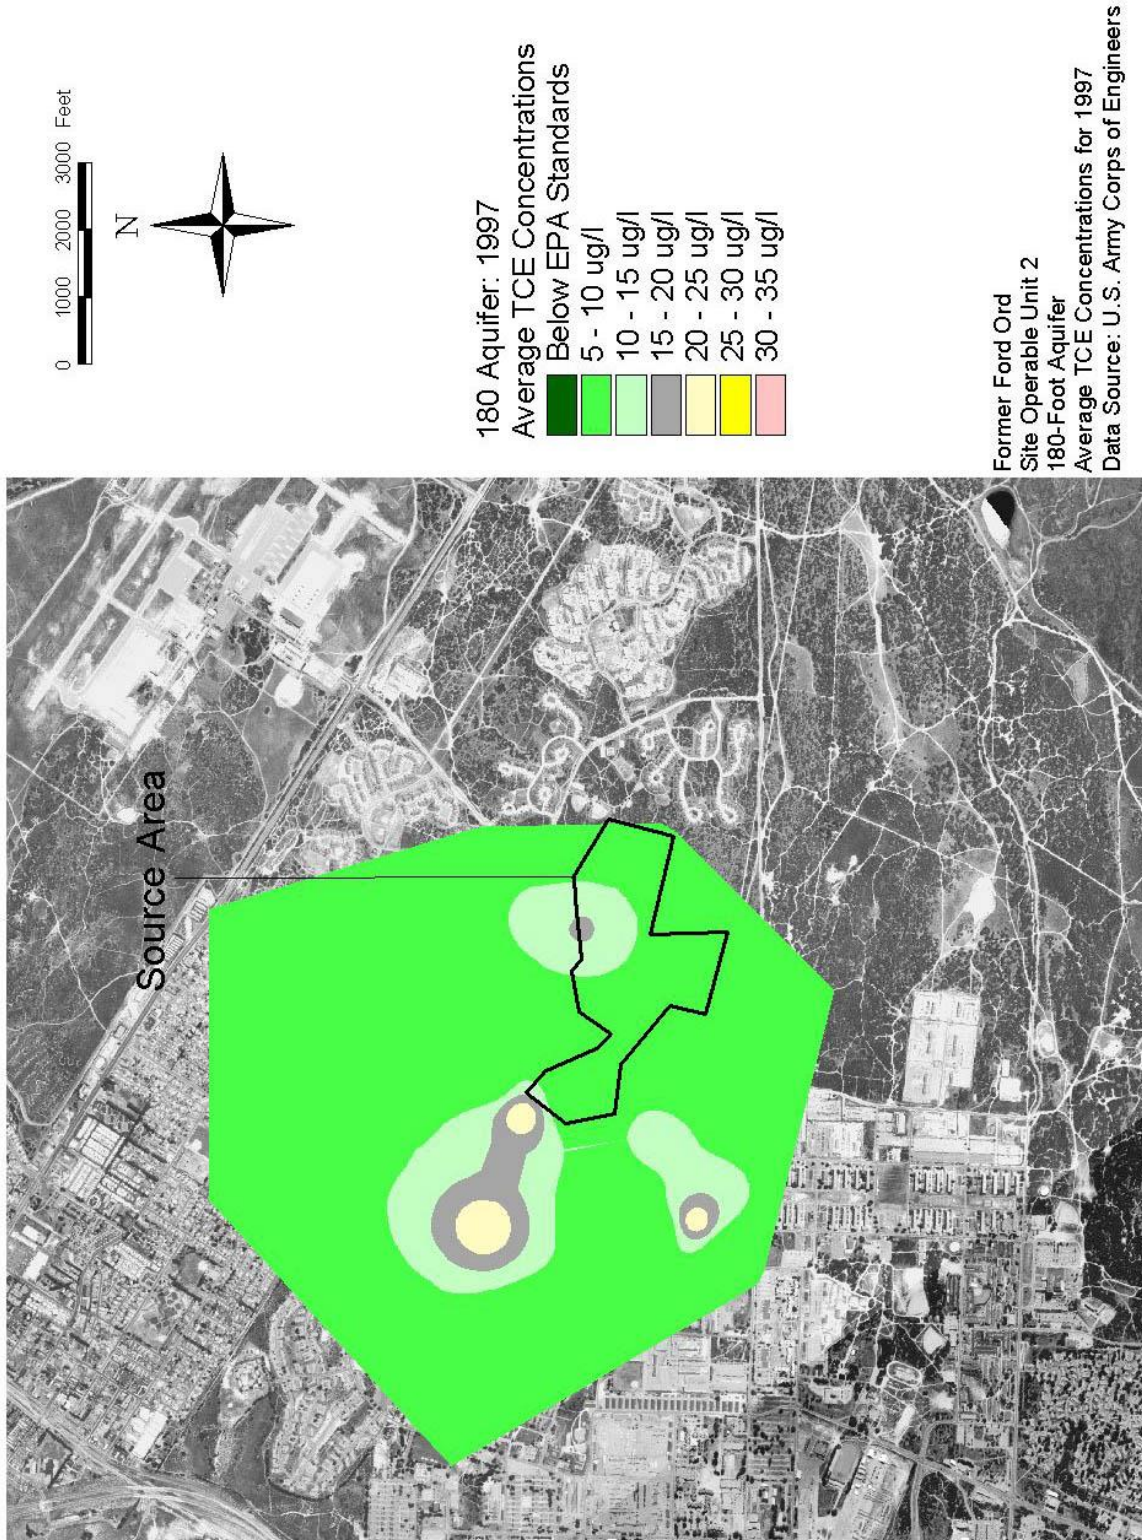 0 1000 2000 3000 Feet
N
180 Aquifer: 1997
Average TCE Concentrations
Below EPA Standards
5 - 10 ug/l
10 - 15 ug/l
15 - 20 ug/l
20 - 25 ug/l
25 - 30 ug/l
30 - 35 ug/l
Source Area
Former Ford Ord
Site Operable Unit 2
180-Foot Aquifer
Average TCE Concentrations for 1997
Data Source: U.S. Army Corps of Engineers